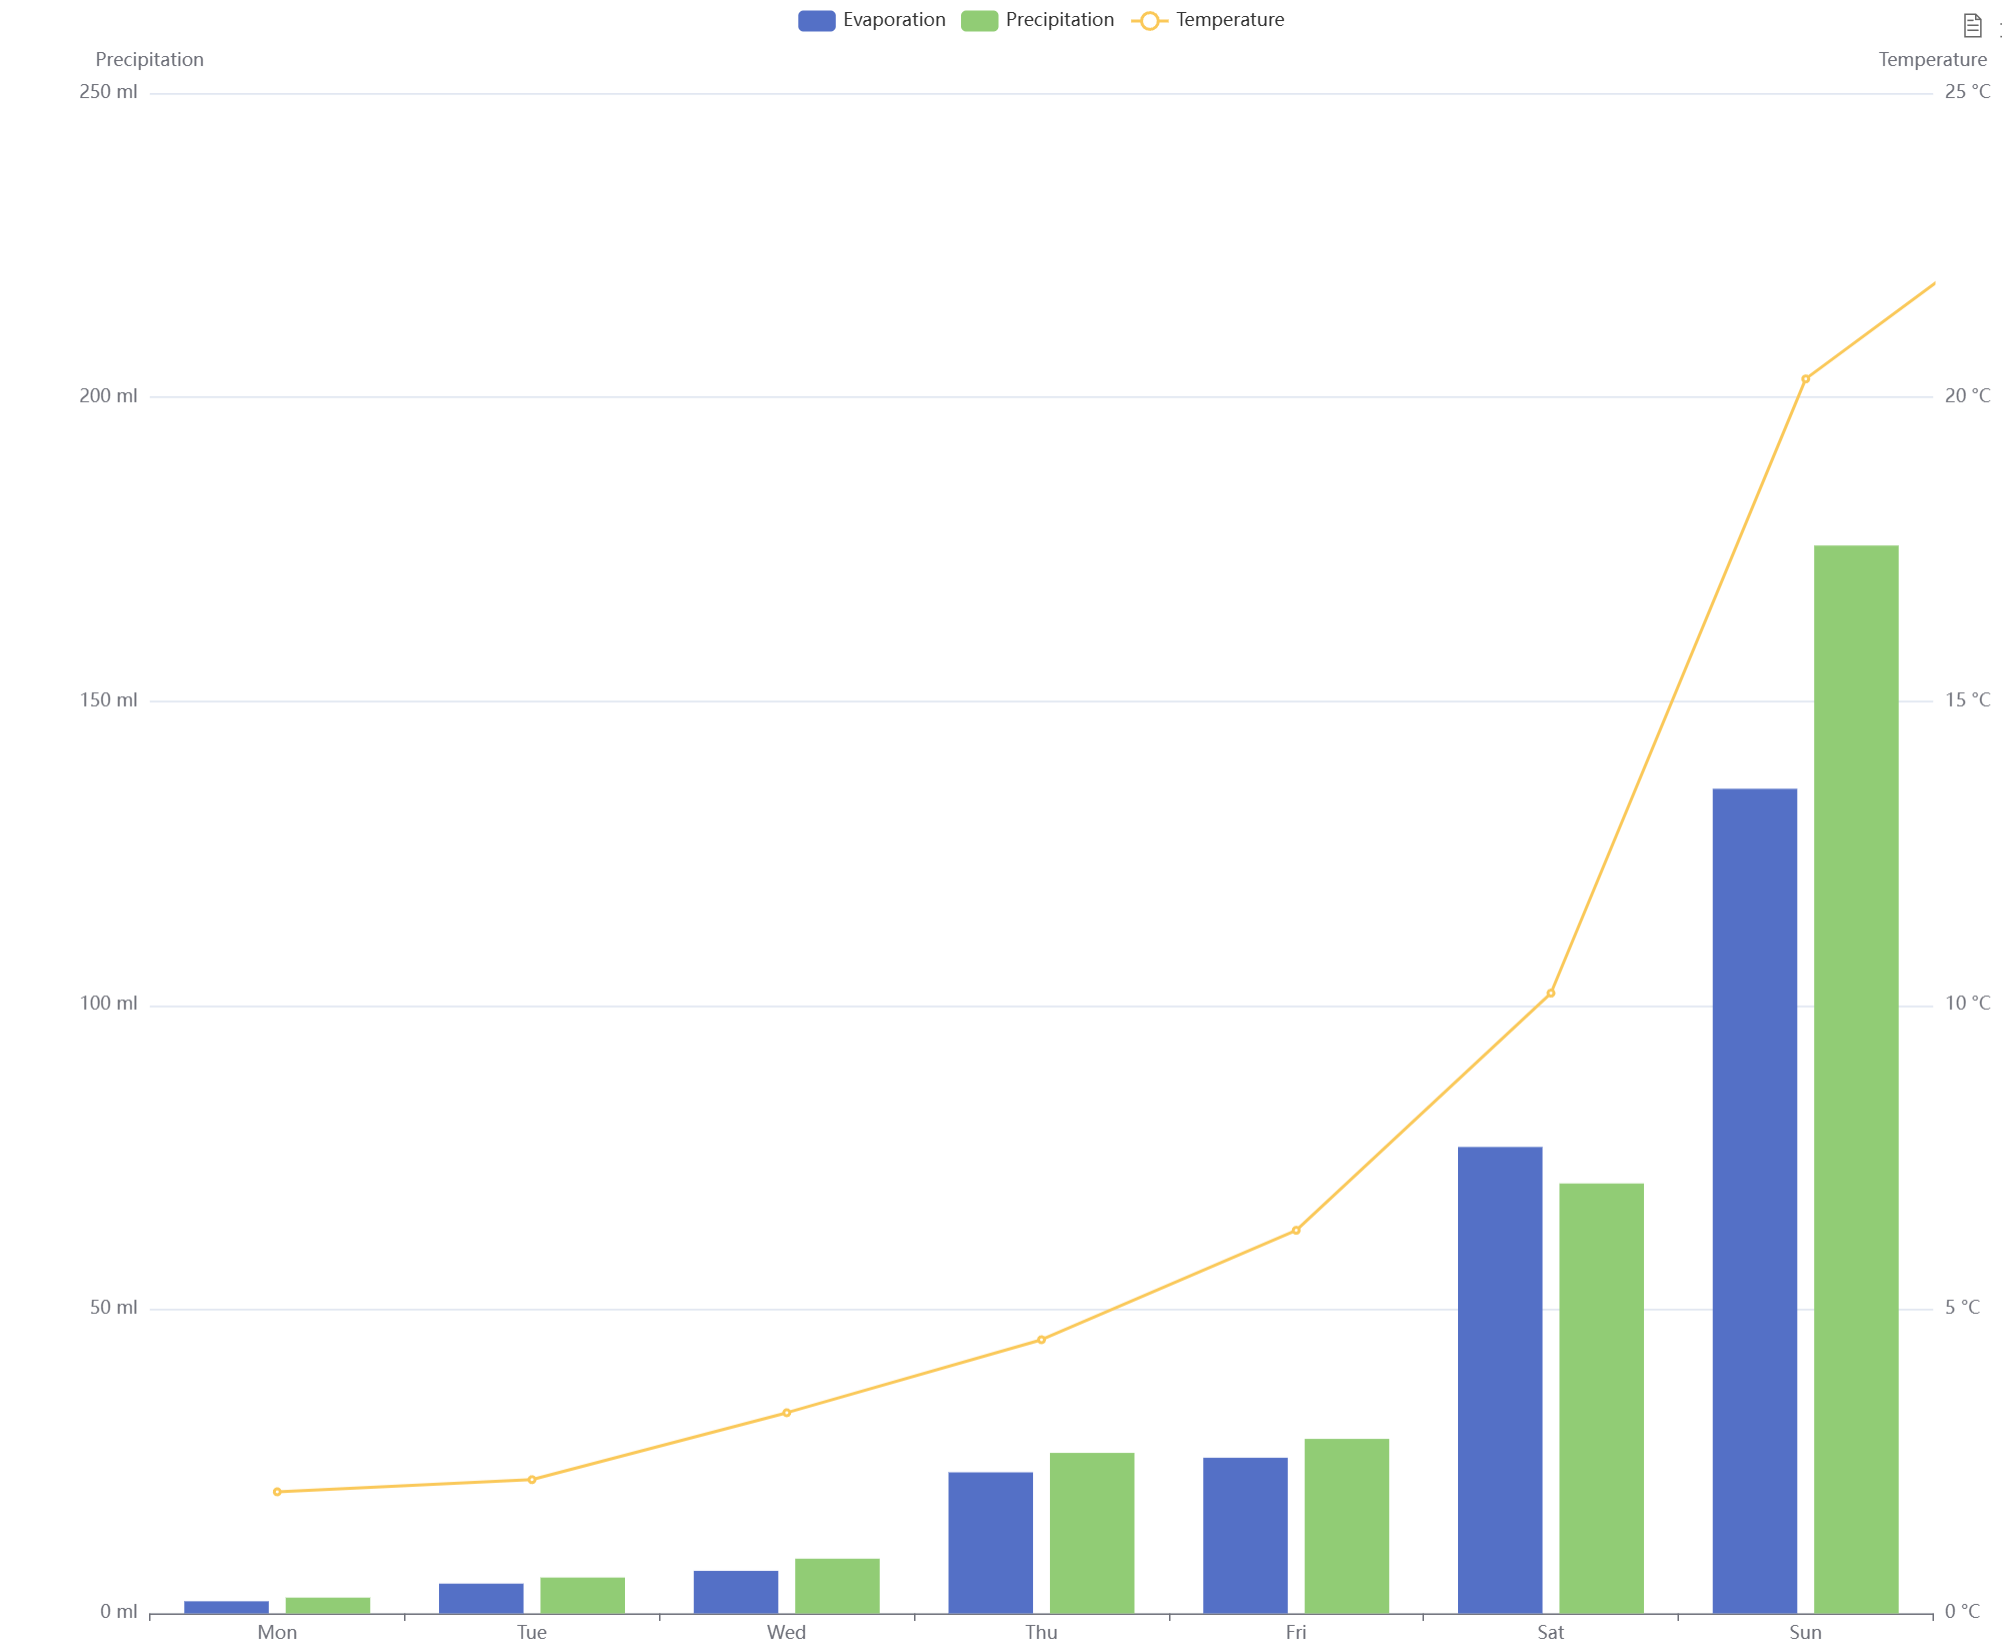 Evaporation Precipitation Temperature
Precipitation Temperature
250 ml 25 °C
200 ml 20 °C
150 ml 15 °C
100 ml 10 °C
50 ml 5 °C
0 ml 0 °C
Mon Tue Wed Thu Fri Sat Sun